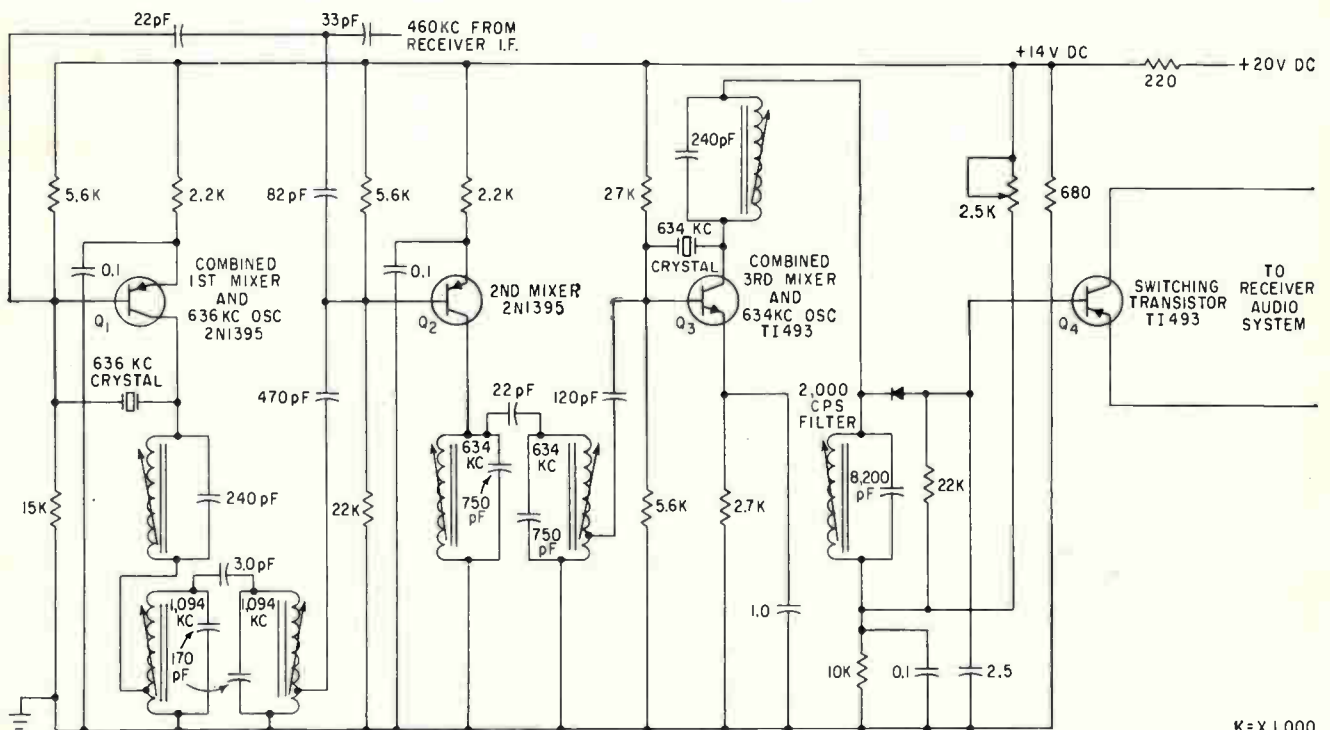 22pF
33pF
460KC FROM
RECEIVER I.F.
+14V DC
220
+20V DC
5.6K
2.2K
82pF
5.6K
2.2K
27K
240pF
2.5K
680
0.1
COMBINED
1ST MIXER
AND
636KC OSC
2N1395
Q1
0.1
2ND MIXER
2N1395
Q2
634 KC
CRYSTAL
COMBINED
3RD MIXER
AND
634KC OSC
TI493
Q3
SWITCHING
TRANSISTOR
TI493
Q4
TO
RECEIVER
AUDIO
SYSTEM
636 KC
CRYSTAL
470pF
22pF
120pF
2,000
CPS
FILTER
15K
240pF
22K
634
KC
750
pF
634
KC
750
pF
5.6K
2.7K
8,200
pF
22K
3.0pF
1,094
KC
1,094
KC
170
pF
1.0
10K
0.1
2.5
K=X1,000